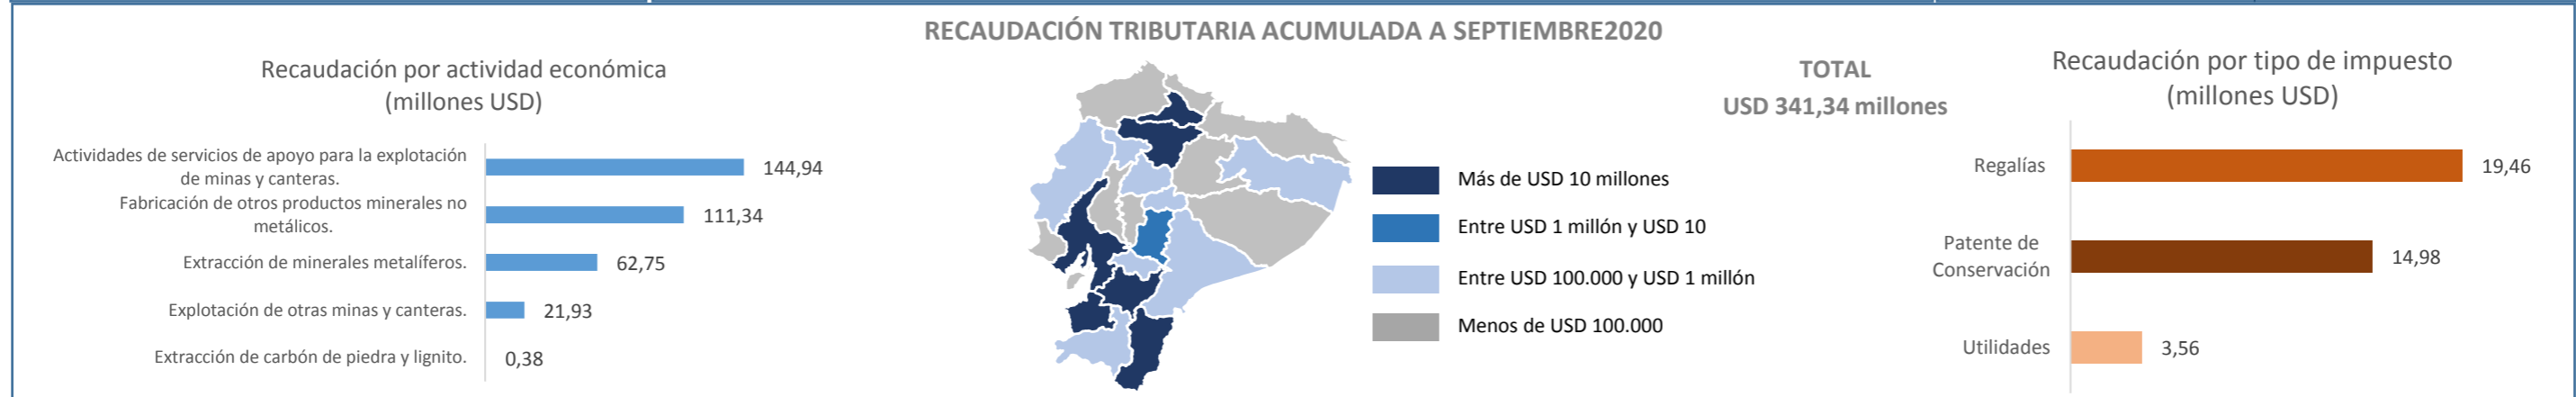 RECAUDACIÓN TRIBUTARIA ACUMULADA A SEPTIEMBRE2020
Recaudación por actividad económica
(millones USD)
Actividades de servicios de apoyo para la explotación
de minas y canteras.
144,94
Fabricación de otros productos minerales no
metálicos.
111,34
Extracción de minerales metalíferos.
62,75
Explotación de otras minas y canteras.
21,93
Extracción de carbón de piedra y lignito.
0,38
Más de USD 10 millones
Entre USD 1 millón y USD 10
Entre USD 100.000 y USD 1 millón
Menos de USD 100.000
TOTAL
USD 341,34 millones
Recaudación por tipo de impuesto
(millones USD)
Regalías
19,46
Patente de
Conservación
14,98
Utilidades
3,56